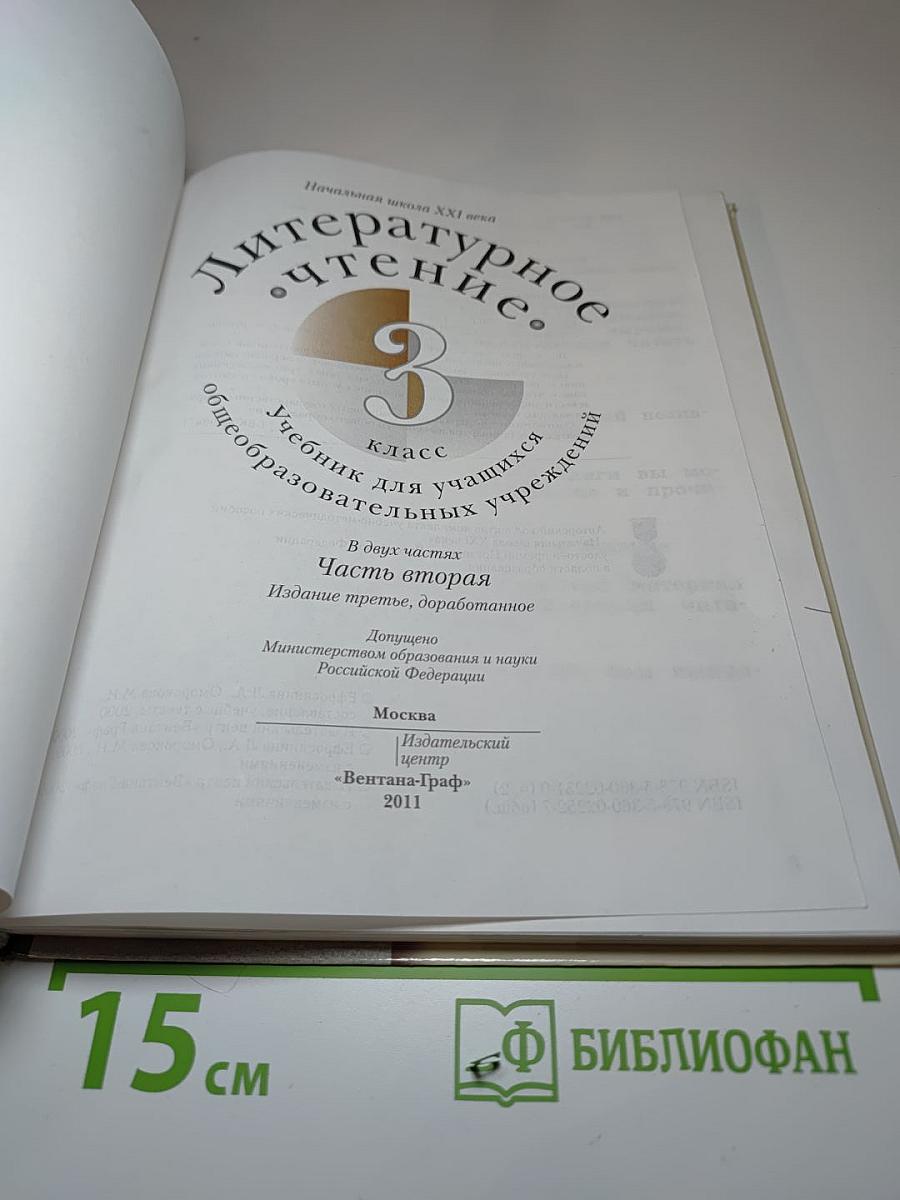 Начальная школа XXI века
Литературное
чтение
3
класс
Учебник для учащихся
общеобразовательных учреждений
В двух частях
Часть вторая
Издание третье, доработанное
Допущено
Министерством образования и науки
Российской Федерации
Москва
Издательский
центр
«Вентана-Граф»
2011
15 см
БФ БИБЛИОФАН